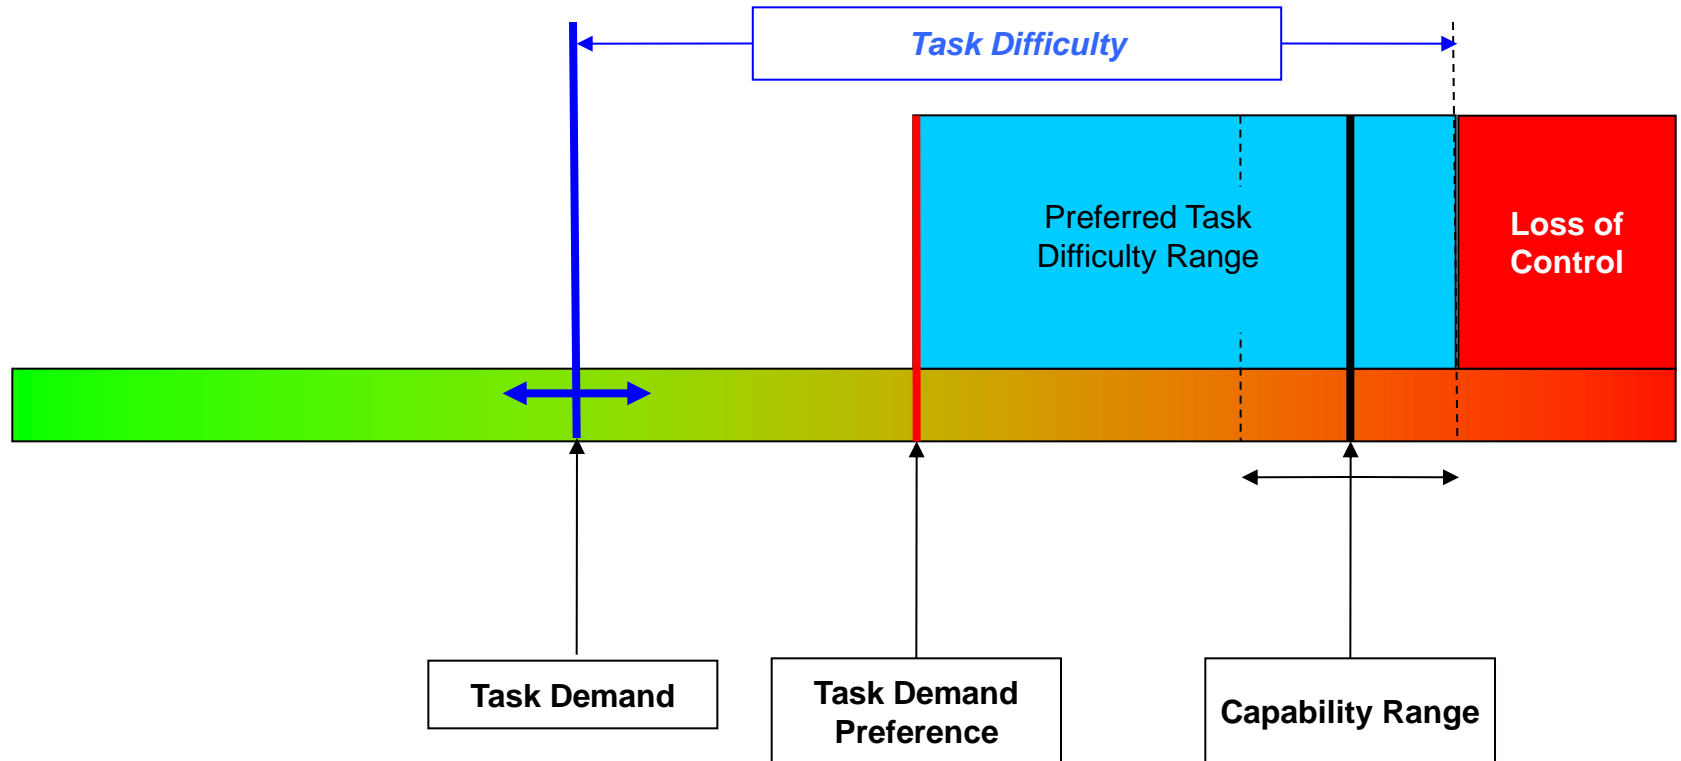 Task Difficulty
Preferred Task
Difficulty Range
Loss of
Control
Task Demand
Task Demand
Preference
Capability Range